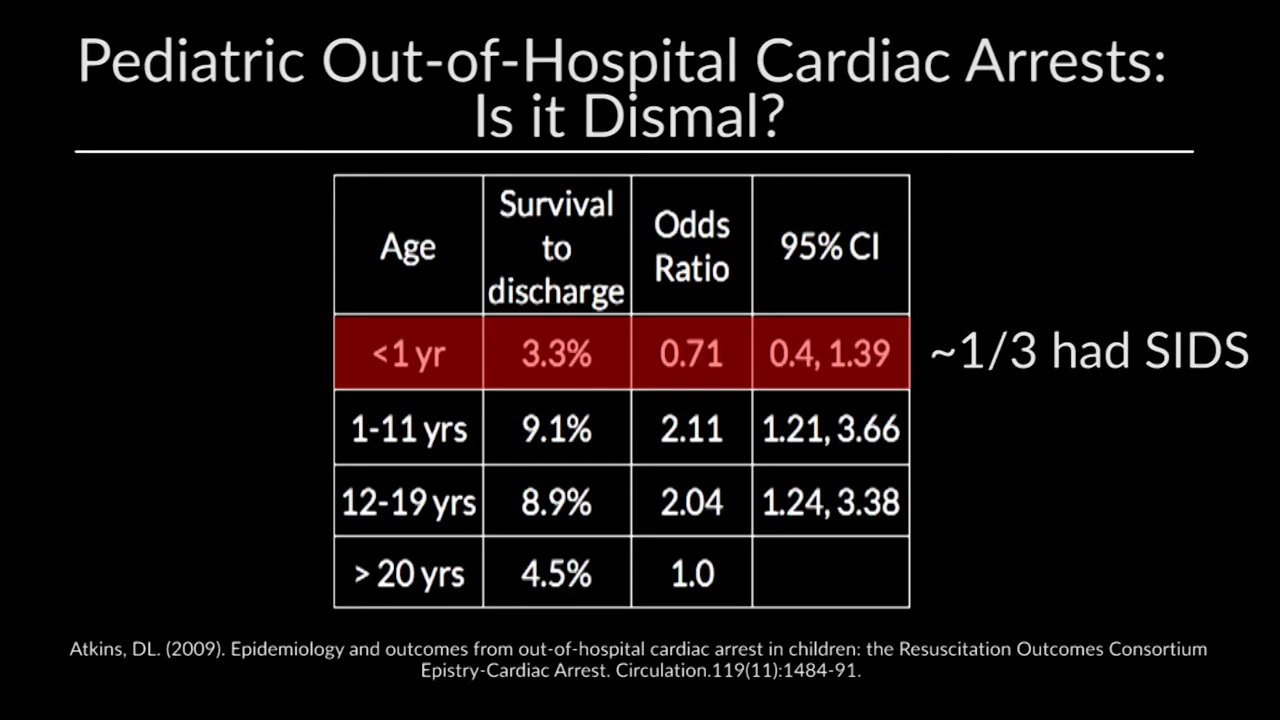 Pediatric Out-of-Hospital Cardiac Arrests:
Is it Dismal?
Age Survival to discharge Odds Ratio 95% CI
<1 yr 3.3% 0.71 0.4, 1.39 ~1/3 had SIDS
1-11 yrs 9.1% 2.11 1.21, 3.66
12-19 yrs 8.9% 2.04 1.24, 3.38
> 20 yrs 4.5% 1.0
Atkins, DL. (2009). Epidemiology and outcomes from out-of-hospital cardiac arrest in children: the Resuscitation Outcomes Consortium
Epistry-Cardiac Arrest. Circulation.119(11):1484-91.